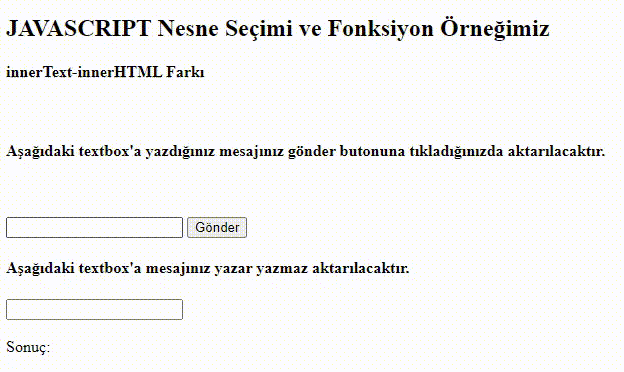 JAVASCRIPT Nesne Seçimi ve Fonksiyon Örneğimiz
innerText-innerHTML Farkı
Aşağıdaki textbox'a yazdığınız mesajınız gönder butonuna tıkladığınızda aktarılacaktır.
Gönder
Aşağıdaki textbox'a mesajınız yazar yazmaz aktarılacaktır.
Sonuç: